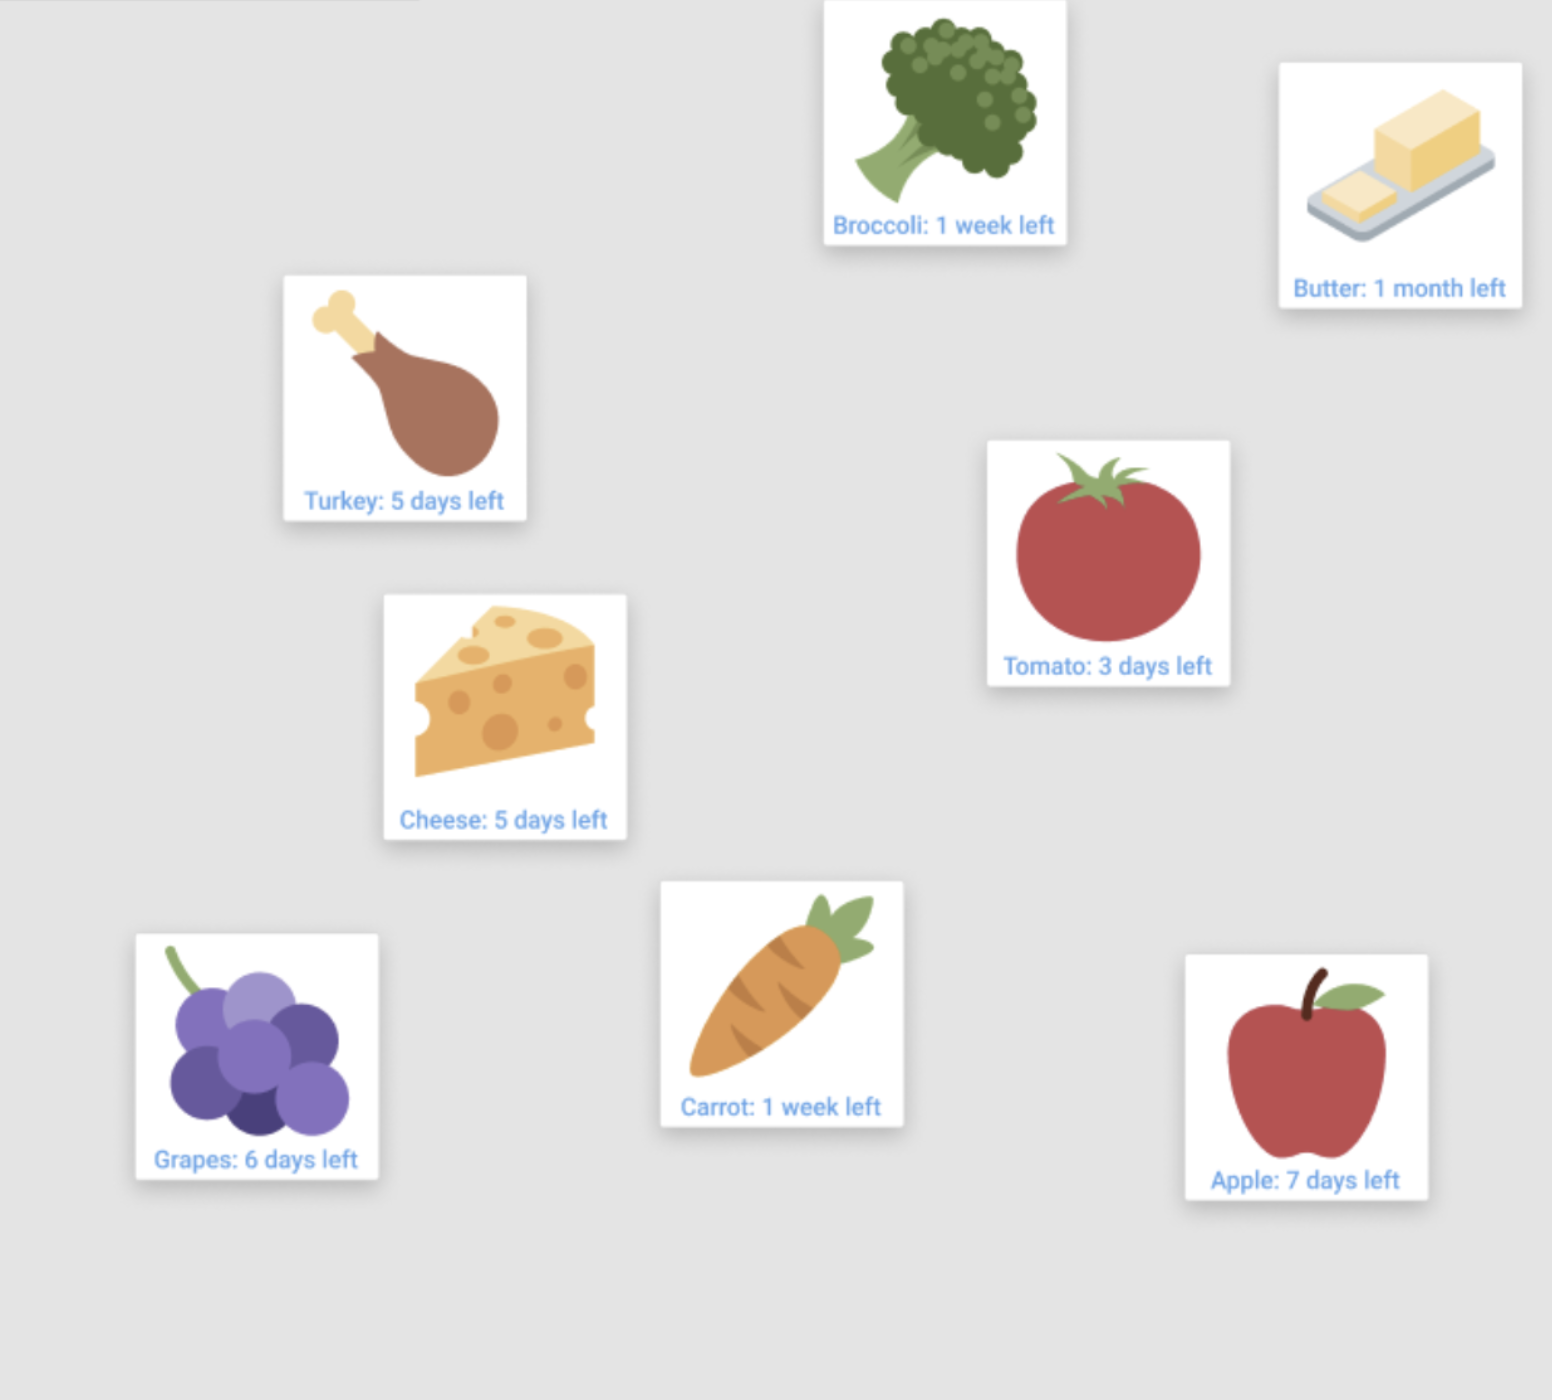 Broccoli: 1 week left
Butter: 1 month left
Turkey: 5 days left
Tomato: 3 days left
Cheese: 5 days left
Carrot: 1 week left
Grapes: 6 days left
Apple: 7 days left